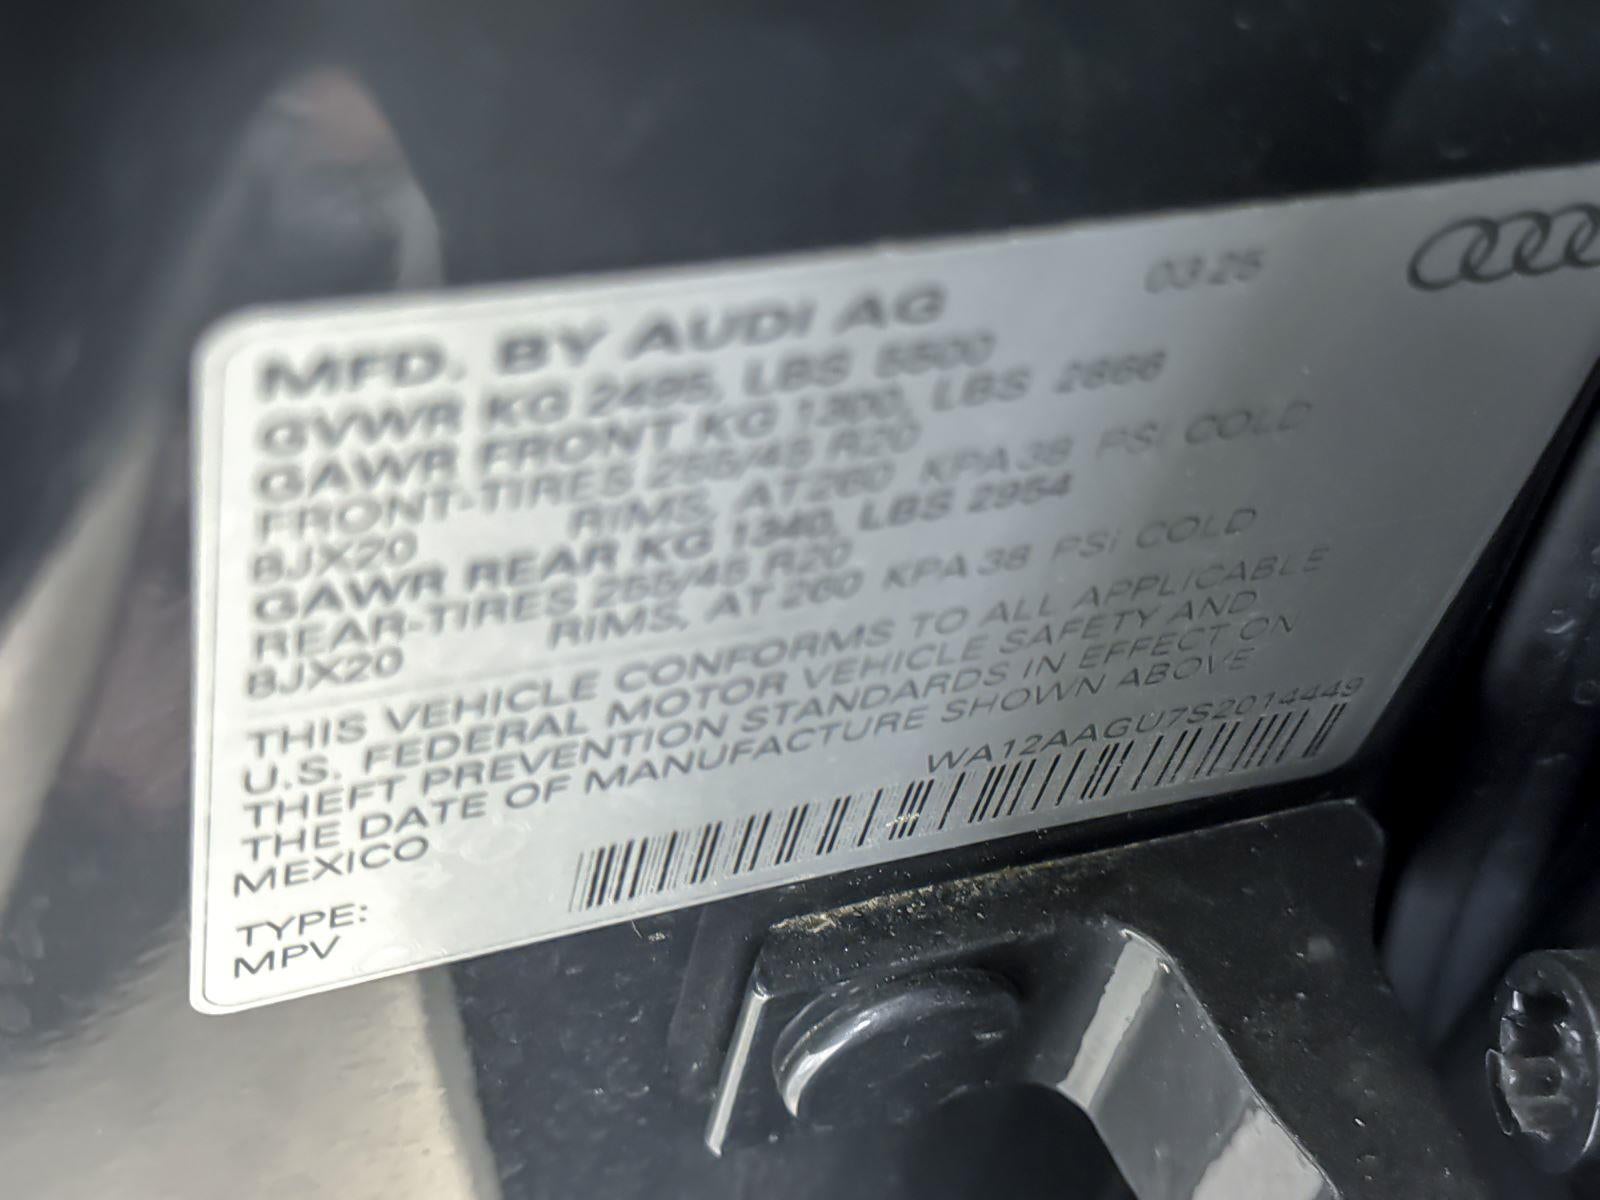 03 25
MFD. BY AUDI AG
GVWR KG 2495, LBS 5500
GAWR FRONT KG 1300, LBS 2866
FRONT-TIRES 255/45 R20
BJX20 RIMS, AT 260 KPA 38 PSI COLD
GAWR REAR KG 1340, LBS 2954
REAR-TIRES 255/45 R20
BJX20 RIMS, AT 260 KPA 38 PSI COLD
THIS VEHICLE CONFORMS TO ALL APPLICABLE
U.S. FEDERAL MOTOR VEHICLE SAFETY AND
THEFT PREVENTION STANDARDS IN EFFECT ON
THE DATE OF MANUFACTURE SHOWN ABOVE
MEXICO
WA12AAGU7S2014449
TYPE:
MPV